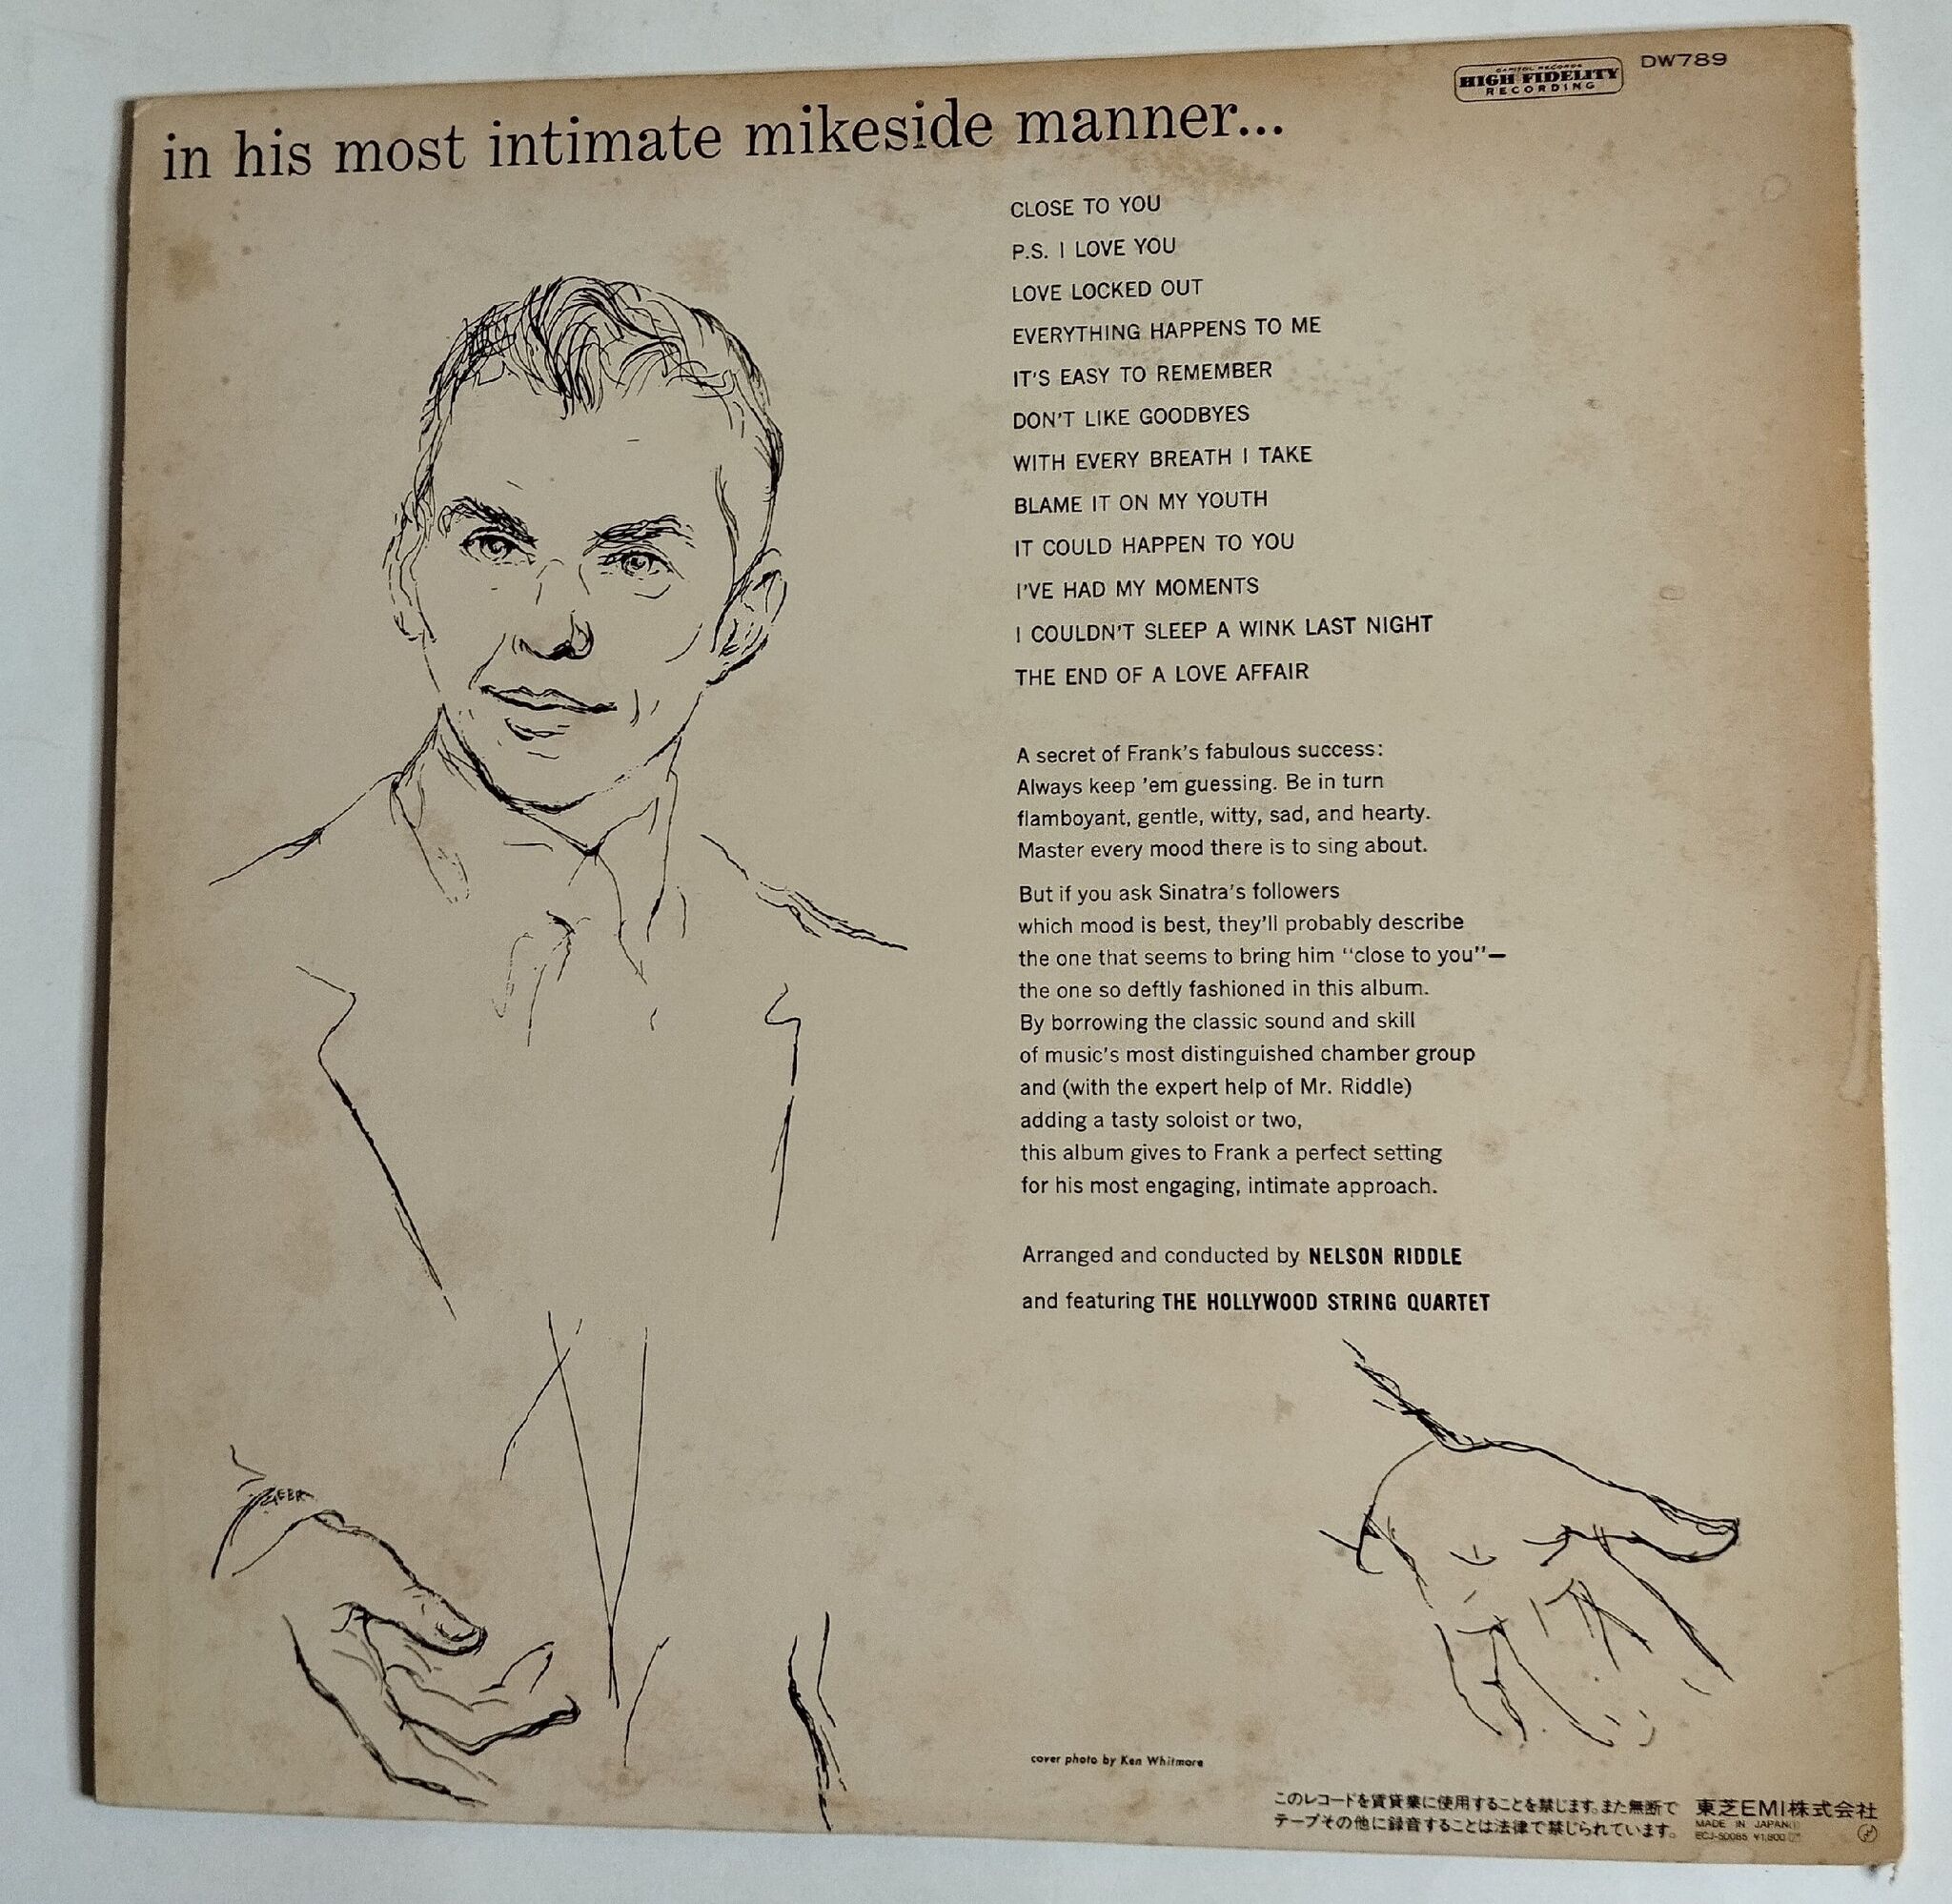 CAPITOL RECORDS
HIGH FIDELITY
RECORDING
DW789
in his most intimate mikeside manner...
CLOSE TO YOU
P.S. I LOVE YOU
LOVE LOCKED OUT
EVERYTHING HAPPENS TO ME
IT'S EASY TO REMEMBER
DON'T LIKE GOODBYES
WITH EVERY BREATH I TAKE
BLAME IT ON MY YOUTH
IT COULD HAPPEN TO YOU
I'VE HAD MY MOMENTS
I COULDN'T SLEEP A WINK LAST NIGHT
THE END OF A LOVE AFFAIR
A secret of Frank's fabulous success:
Always keep 'em guessing. Be in turn
flamboyant, gentle, witty, sad, and hearty.
Master every mood there is to sing about.
But if you ask Sinatra's followers
which mood is best, they'll probably describe
the one that seems to bring him "close to you"—
the one so deftly fashioned in this album.
By borrowing the classic sound and skill
of music's most distinguished chamber group
and (with the expert help of Mr. Riddle)
adding a tasty soloist or two,
this album gives to Frank a perfect setting
for his most engaging, intimate approach.
Arranged and conducted by NELSON RIDDLE
and featuring THE HOLLYWOOD STRING QUARTET
cover photo by Ken Whitmore
このレコードを賃貸業に使用することを禁じます。また無断で
テープその他に録音することは法律で禁じられています。
東芝EMI株式会社
MADE IN JAPAN
ECJ-50085 ¥1,800